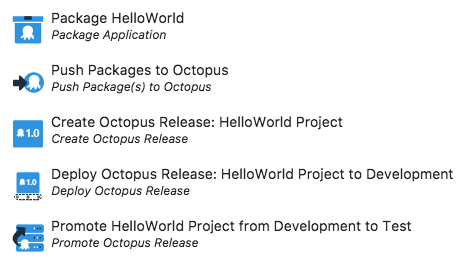 Package HelloWorld
Package Application
Push Packages to Octopus
Push Package(s) to Octopus
1.0
Create Octopus Release: HelloWorld Project
Create Octopus Release
1.0
Deploy Octopus Release: HelloWorld Project to Development
Deploy Octopus Release
Promote HelloWorld Project from Development to Test
Promote Octopus Release